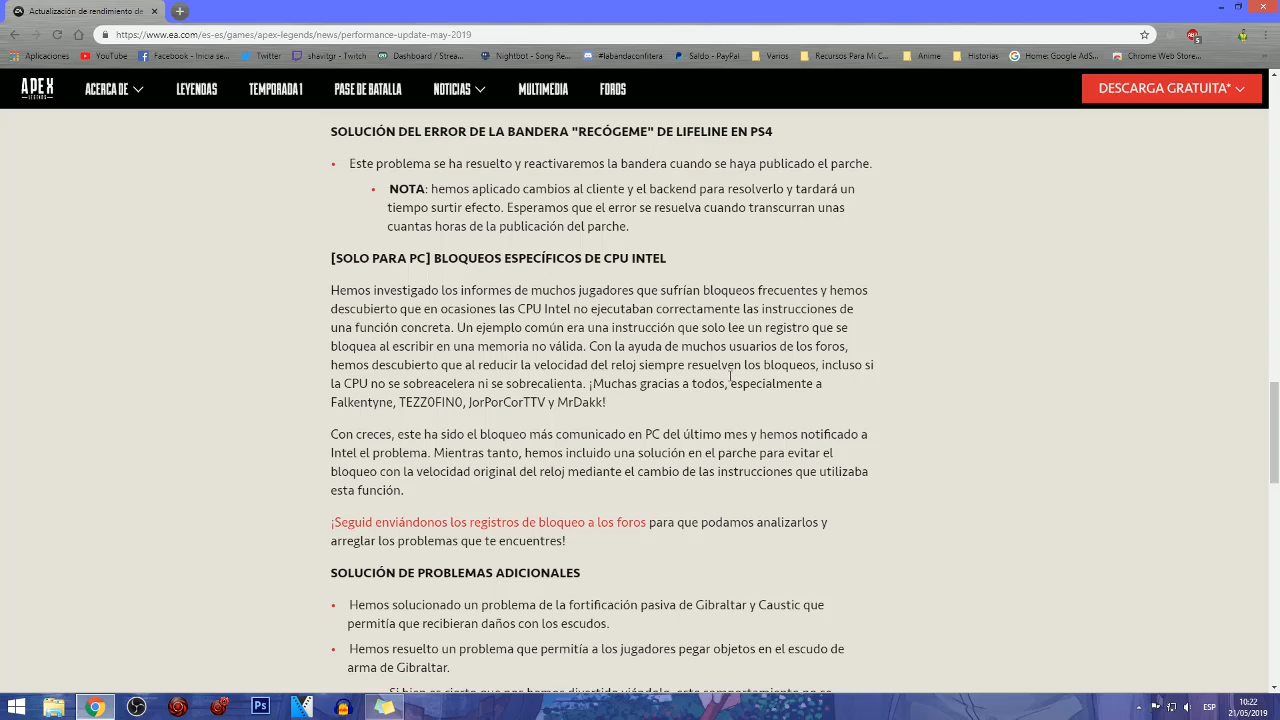 Actualización de rendimiento de
https://www.ea.com/es-es/games/apex-legends/news/performance-update-may-2019
Aplicaciones YouTube Facebook - Inicio Twitter shavitgr - Twitch Dashboard - Streamel Nightbot - Song Re... #labandaconfitera Saldo - PayPal Varios Recursos Para Mi C Anime Historias Google AdS... Home: Google AdS... Chrome Web Store...
APEX
LEGENDS
ACERCA DE LEYENDAS TEMPORADA 1 PASE DE BATALLA NOTICIAS MULTIMEDIA FOROS DESCARGA GRATUITA*
SOLUCIÓN DEL ERROR DE LA BANDERA "RECÓGEME" DE LIFELINE EN PS4
• Este problema se ha resuelto y reactivaremos la bandera cuando se haya publicado el parche.
• NOTA: hemos aplicado cambios al cliente y el backend para resolverlo y tardará un
tiempo surtir efecto. Esperamos que el error se resuelva cuando transcurran unas
cuantas horas de la publicación del parche.
[SOLO PARA PC] BLOQUEOS ESPECÍFICOS DE CPU INTEL
Hemos investigado los informes de muchos jugadores que sufrían bloqueos frecuentes y hemos
descubierto que en ocasiones las CPU Intel no ejecutaban correctamente las instrucciones de
una función concreta. Un ejemplo común era una instrucción que solo lee un registro que se
bloquea al escribir en una memoria no válida. Con la ayuda de muchos usuarios de los foros,
hemos descubierto que al reducir la velocidad del reloj siempre resuelven los bloqueos, incluso si
la CPU no se sobreacelera ni se sobrecalienta. ¡Muchas gracias a todos, especialmente a
Falkentyne, TEZZ0FIN0, JorPorCorTTV y MrDakk!
Con creces, este ha sido el bloqueo más comunicado en PC del último mes y hemos notificado a
Intel el problema. Mientras tanto, hemos incluido una solución en el parche para evitar el
bloqueo con la velocidad original del reloj mediante el cambio de las instrucciones que utilizaba
esta función.
¡Seguid enviándonos los registros de bloqueo a los foros para que podamos analizarlos y
arreglar los problemas que te encuentres!
SOLUCIÓN DE PROBLEMAS ADICIONALES
• Hemos solucionado un problema de la fortificación pasiva de Gibraltar y Caustic que
permitía que recibieran daños con los escudos.
• Hemos resuelto un problema que permitía a los jugadores pegar objetos en el escudo de
arma de Gibraltar.
ESP
10:22
21/05/2019